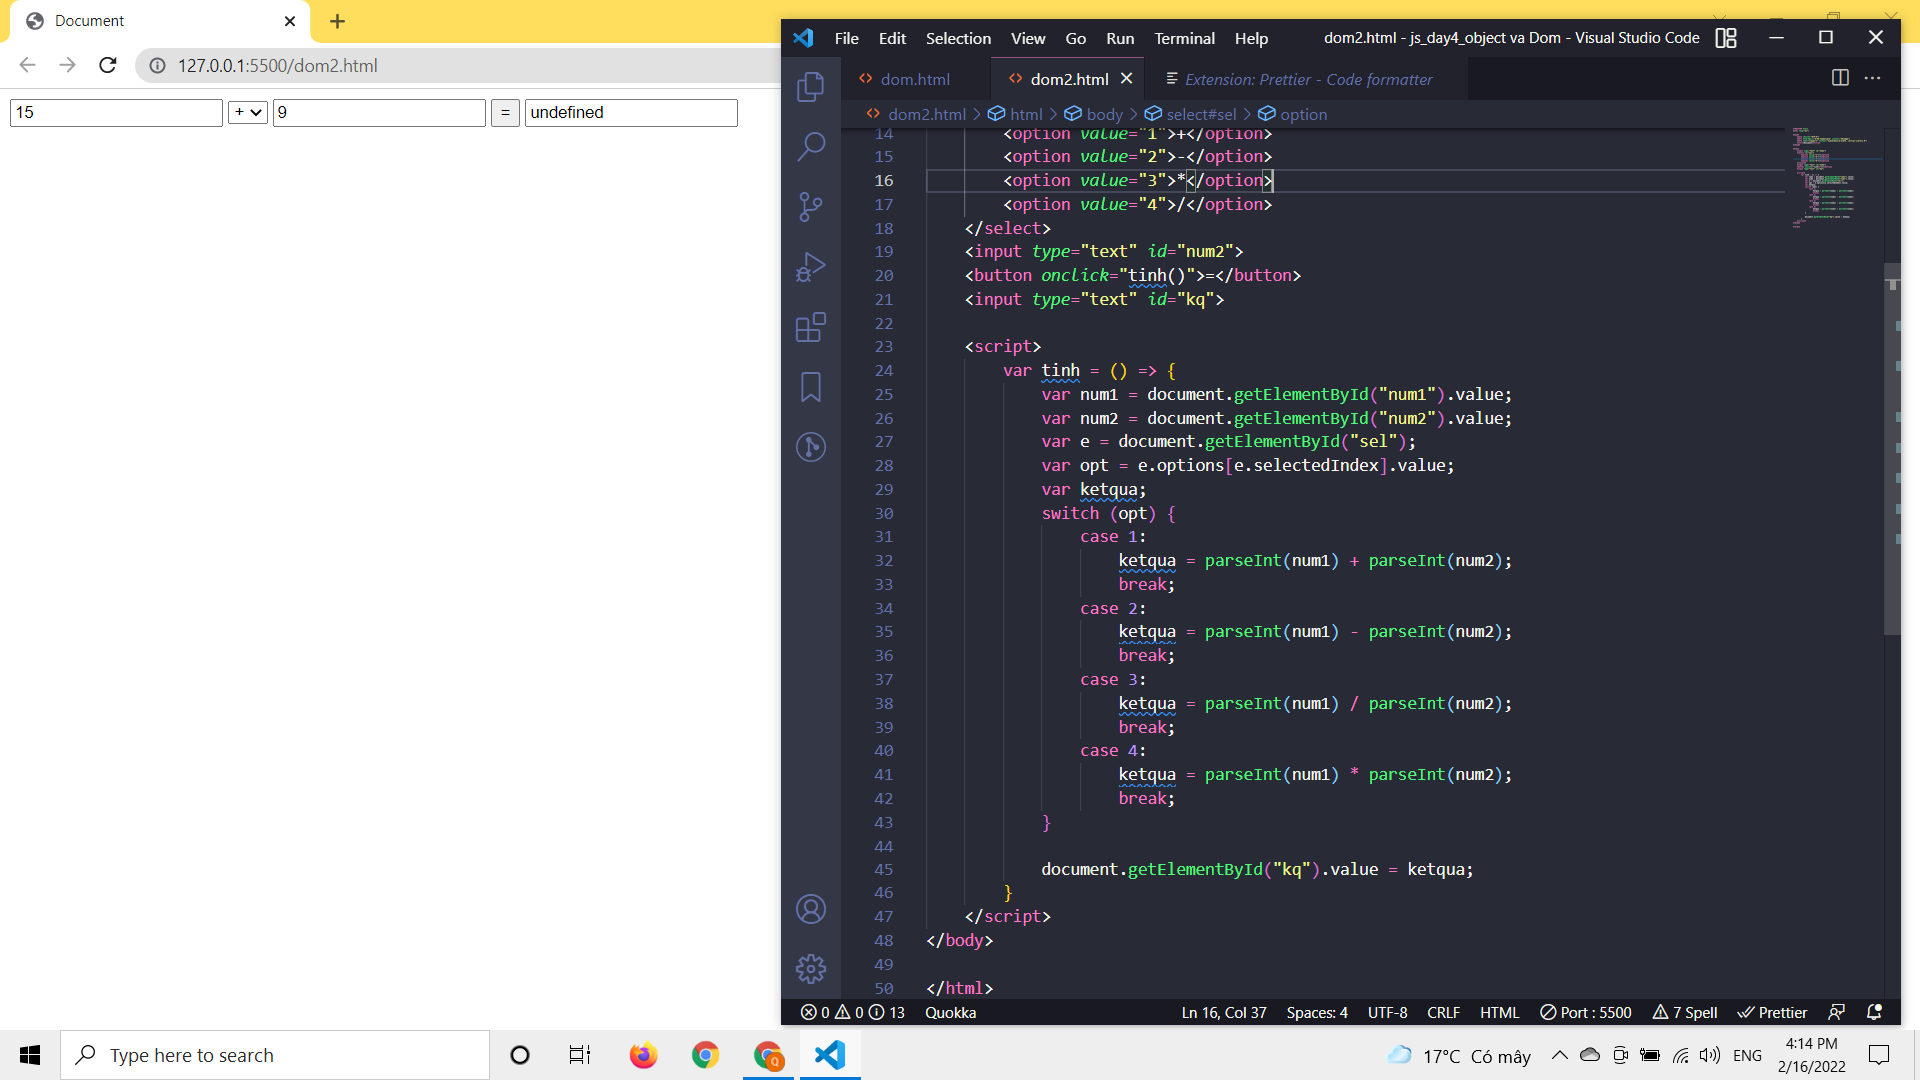 Document
127.0.0.1:5500/dom2.html
15 + 9 = undefined
File Edit Selection View Go Run Terminal Help dom2.html - js_day4_object va Dom - Visual Studio Code
dom.html dom2.html Extension: Prettier - Code formatter
dom2.html > html > body > select#sel > option
14 <option value="1">+</option>
15 <option value="2">-</option>
16 <option value="3">*</option>
17 <option value="4">/</option>
18 </select>
19 <input type="text" id="num2">
20 <button onclick="tinh()">=</button>
21 <input type="text" id="kq">
22
23 <script>
24 var tinh = () => {
25 var num1 = document.getElementById("num1").value;
26 var num2 = document.getElementById("num2").value;
27 var e = document.getElementById("sel");
28 var opt = e.options[e.selectedIndex].value;
29 var ketqua;
30 switch (opt) {
31 case 1:
32 ketqua = parseInt(num1) + parseInt(num2);
33 break;
34 case 2:
35 ketqua = parseInt(num1) - parseInt(num2);
36 break;
37 case 3:
38 ketqua = parseInt(num1) / parseInt(num2);
39 break;
40 case 4:
41 ketqua = parseInt(num1) * parseInt(num2);
42 break;
43 }
44
45 document.getElementById("kq").value = ketqua;
46 }
47 </script>
48 </body>
49
50 </html>
0 0 13 Quokka Ln 16, Col 37 Spaces: 4 UTF-8 CRLF HTML Port : 5500 7 Spell Prettier
Type here to search 17°C Có mây ENG 4:14 PM
2/16/2022